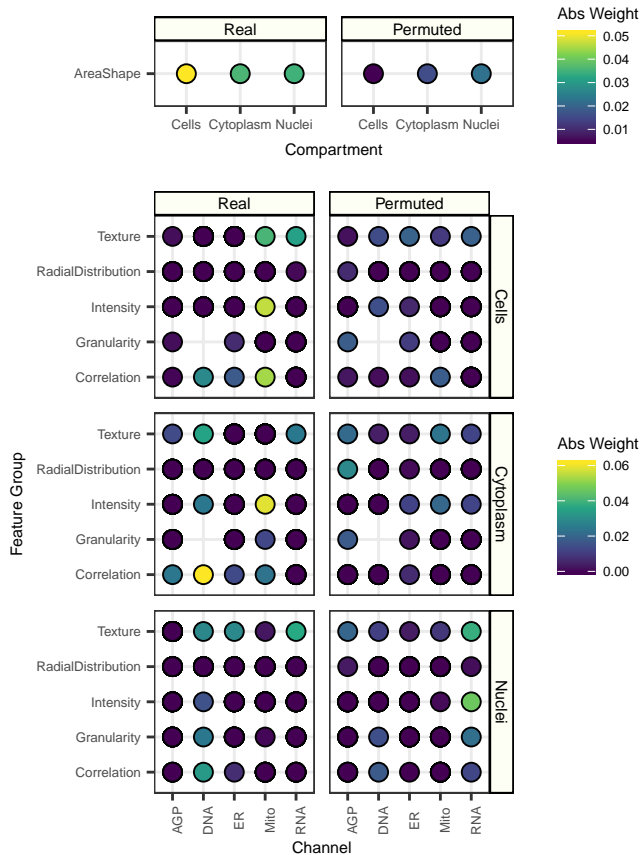 Real
Permuted
Abs Weight
0.05
0.04
0.03
0.02
0.01
AreaShape
Cells Cytoplasm Nuclei
Cells Cytoplasm Nuclei
Compartment
Real
Permuted
Texture
RadialDistribution
Intensity
Granularity
Correlation
Cells
Texture
RadialDistribution
Intensity
Granularity
Correlation
Cytoplasm
Feature Group
Abs Weight
0.06
0.04
0.02
0.00
Texture
RadialDistribution
Intensity
Granularity
Correlation
Nuclei
AGP DNA ER Mito RNA
AGP DNA ER Mito RNA
Channel